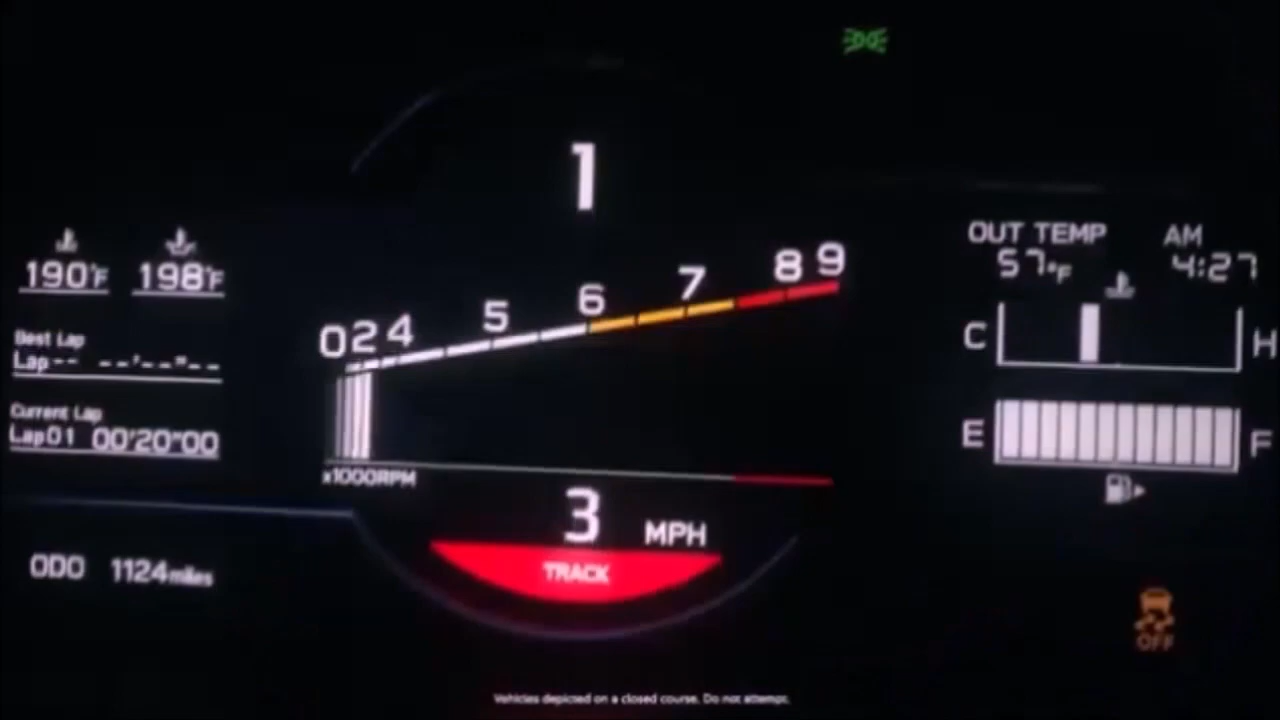 1
190°F 198°F
Best Lap
Lap-- --'--"--
Current Lap
Lap01 00'20"00
ODO 1124miles
0 2 4 5 6 7 8 9
x1000RPM
3 MPH
TRACK
OUT TEMP AM
57°F 4:27
C H
E F
OFF
Vehicles depicted on a closed course. Do not attempt.